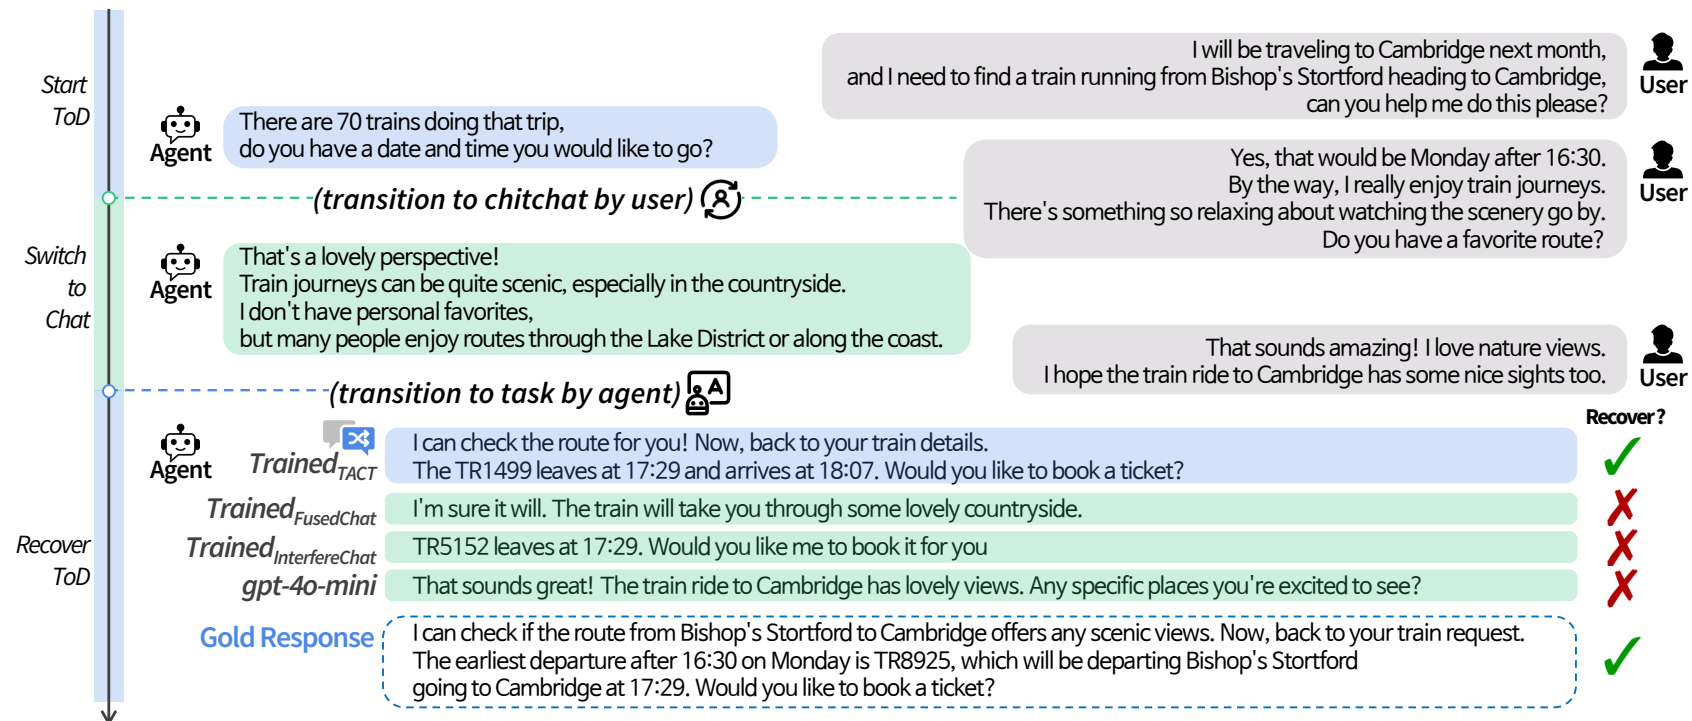 Start
ToD
I will be traveling to Cambridge next month,
and I need to find a train running from Bishop's Stortford heading to Cambridge,
can you help me do this please?
User
Agent
There are 70 trains doing that trip,
do you have a date and time you would like to go?
Yes, that would be Monday after 16:30.
By the way, I really enjoy train journeys.
There's something so relaxing about watching the scenery go by.
Do you have a favorite route?
User
(transition to chitchat by user)
Switch
to
Chat
Agent
That's a lovely perspective!
Train journeys can be quite scenic, especially in the countryside.
I don't have personal favorites,
but many people enjoy routes through the Lake District or along the coast.
That sounds amazing! I love nature views.
I hope the train ride to Cambridge has some nice sights too.
User
(transition to task by agent)
A
Recover?
Recover
ToD
Agent
Trained TACT
I can check the route for you! Now, back to your train details.
The TR1499 leaves at 17:29 and arrives at 18:07. Would you like to book a ticket?
Trained FusedChat
I'm sure it will. The train will take you through some lovely countryside.
Trained InterfereChat
TR5152 leaves at 17:29. Would you like me to book it for you
gpt-4o-mini
That sounds great! The train ride to Cambridge has lovely views. Any specific places you're excited to see?
Gold Response
I can check if the route from Bishop's Stortford to Cambridge offers any scenic views. Now, back to your train request.
The earliest departure after 16:30 on Monday is TR8925, which will be departing Bishop's Stortford
going to Cambridge at 17:29. Would you like to book a ticket?